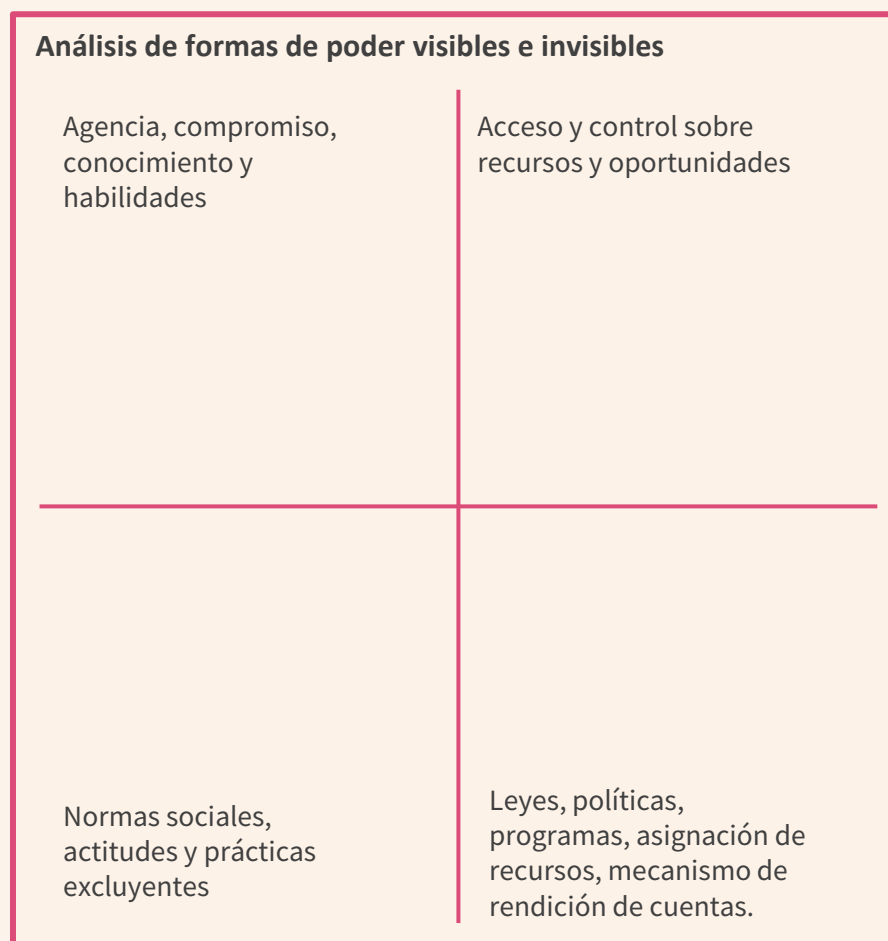 Análisis de formas de poder visibles e invisibles
Agencia, compromiso,
conocimiento y
habilidades
Acceso y control sobre
recursos y oportunidades
Normas sociales,
actitudes y prácticas
excluyentes
Leyes, políticas,
programas, asignación de
recursos, mecanismo de
rendición de cuentas.